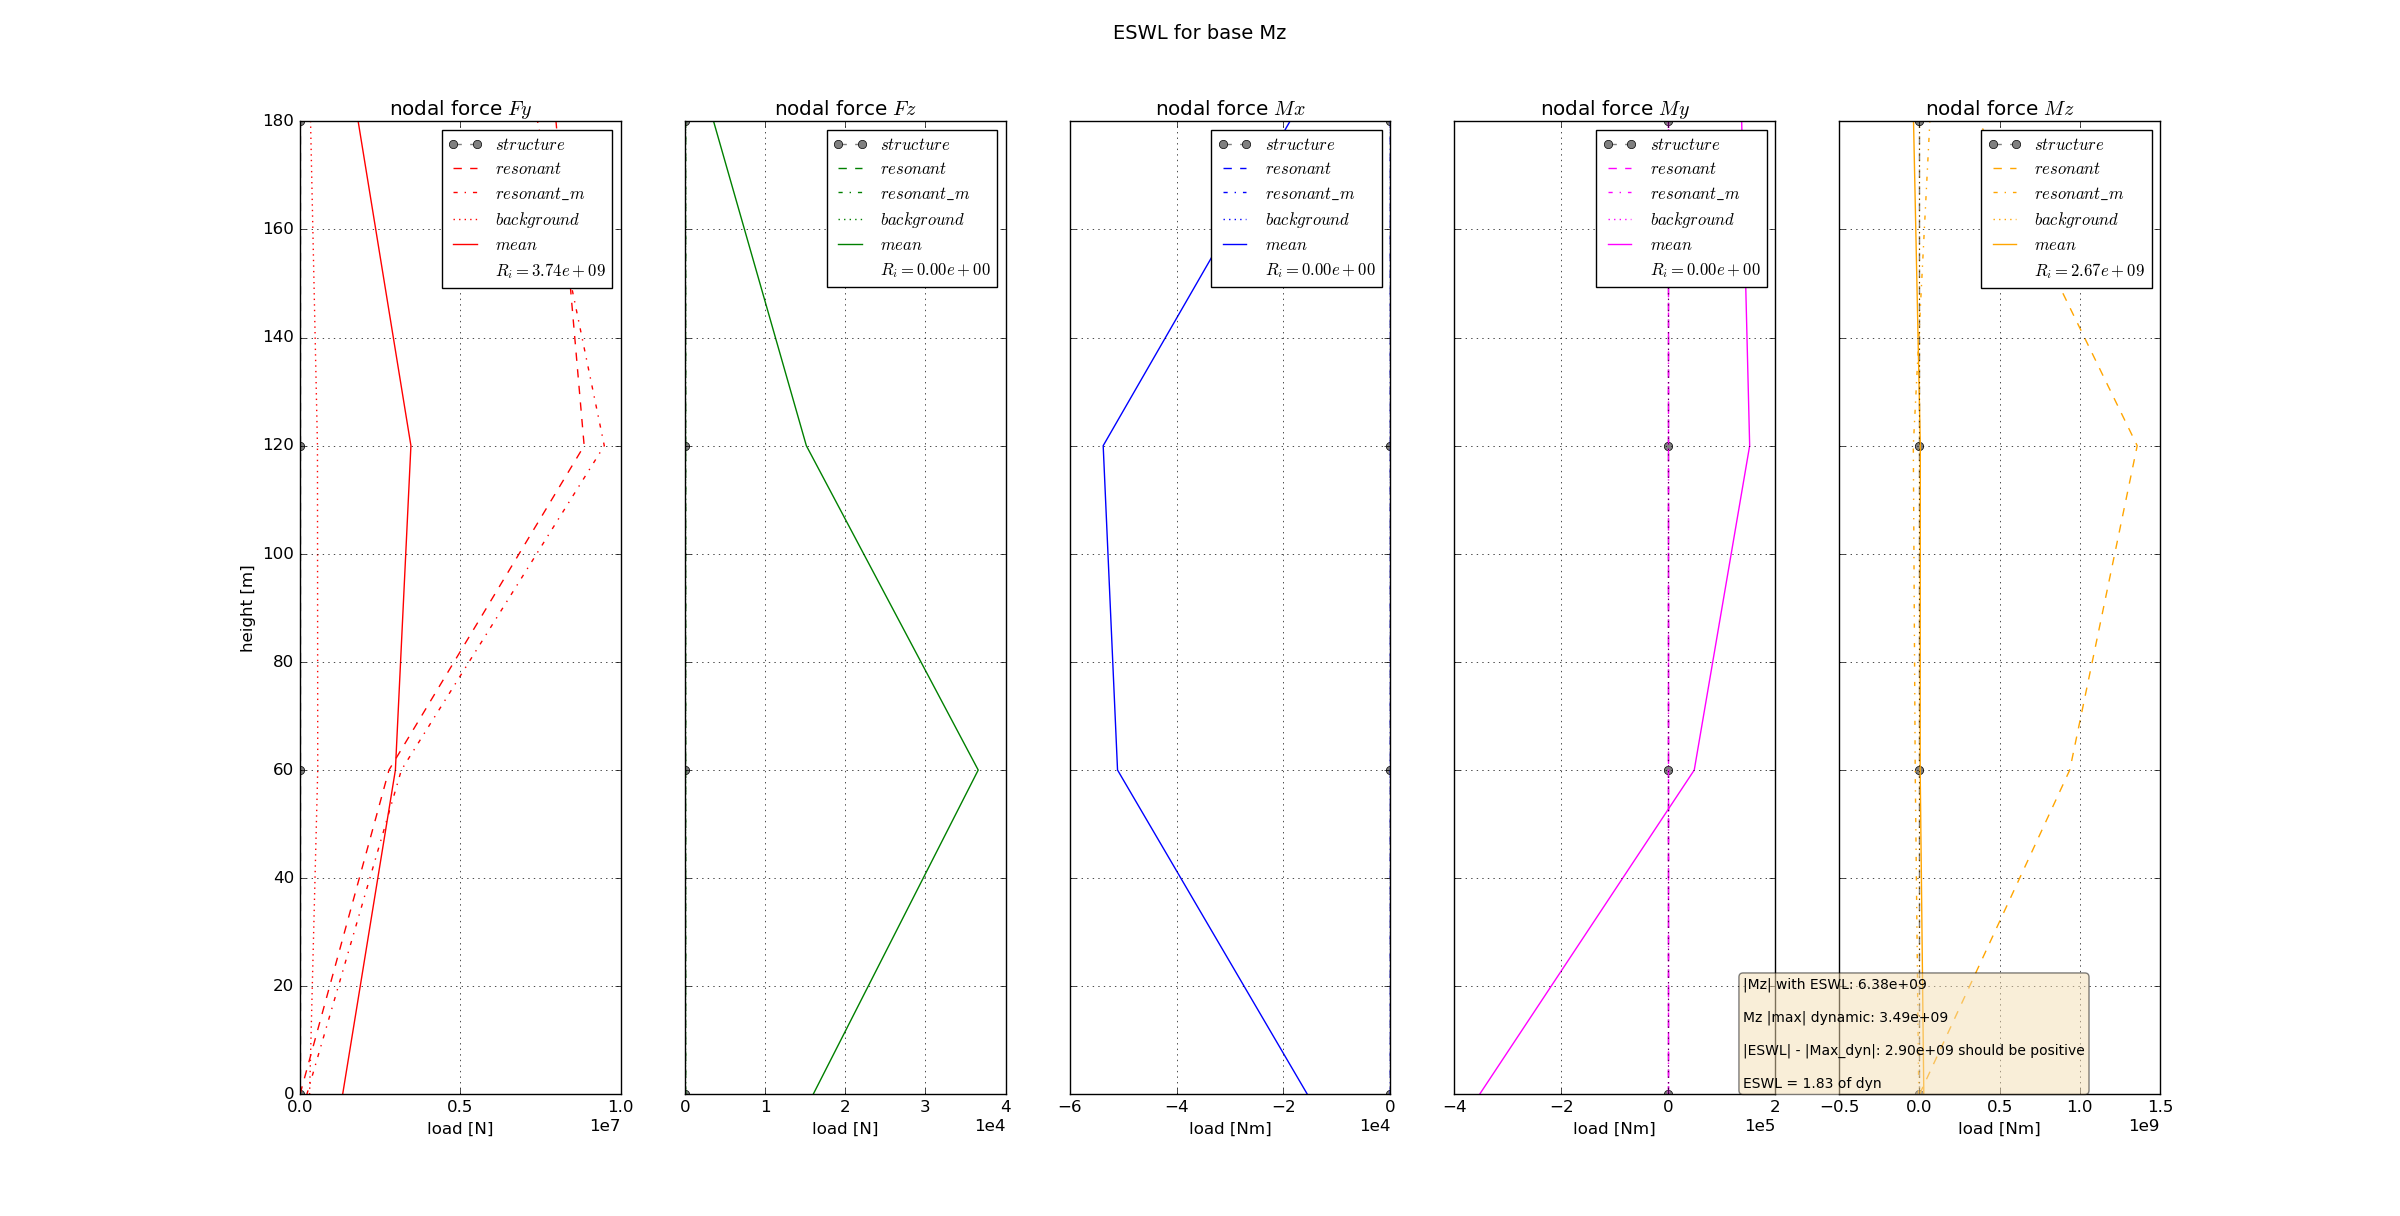 ESWL for base Mz
nodal force Fy
nodal force Fz
nodal force Mx
nodal force My
nodal force Mz
height [m]
180
160
140
120
100
80
60
40
20
0
structure
resonant
resonant_m
background
mean
R_i = 3.74e + 09
0.0 0.5 1.0
load [N]
1e7
structure
resonant
resonant_m
background
mean
R_i = 0.00e + 00
0 1 2 3 4
load [N]
1e4
structure
resonant
resonant_m
background
mean
R_i = 0.00e + 00
−6 −4 −2 0
load [Nm]
1e4
structure
resonant
resonant_m
background
mean
R_i = 0.00e + 00
−4 −2 0 2
load [Nm]
1e5
structure
resonant
resonant_m
background
mean
R_i = 2.67e + 09
−0.5 0.0 0.5 1.0 1.5
load [Nm]
1e9
|Mz| with ESWL: 6.38e+09
Mz |max| dynamic: 3.49e+09
|ESWL| - |Max_dyn|: 2.90e+09 should be positive
ESWL = 1.83 of dyn